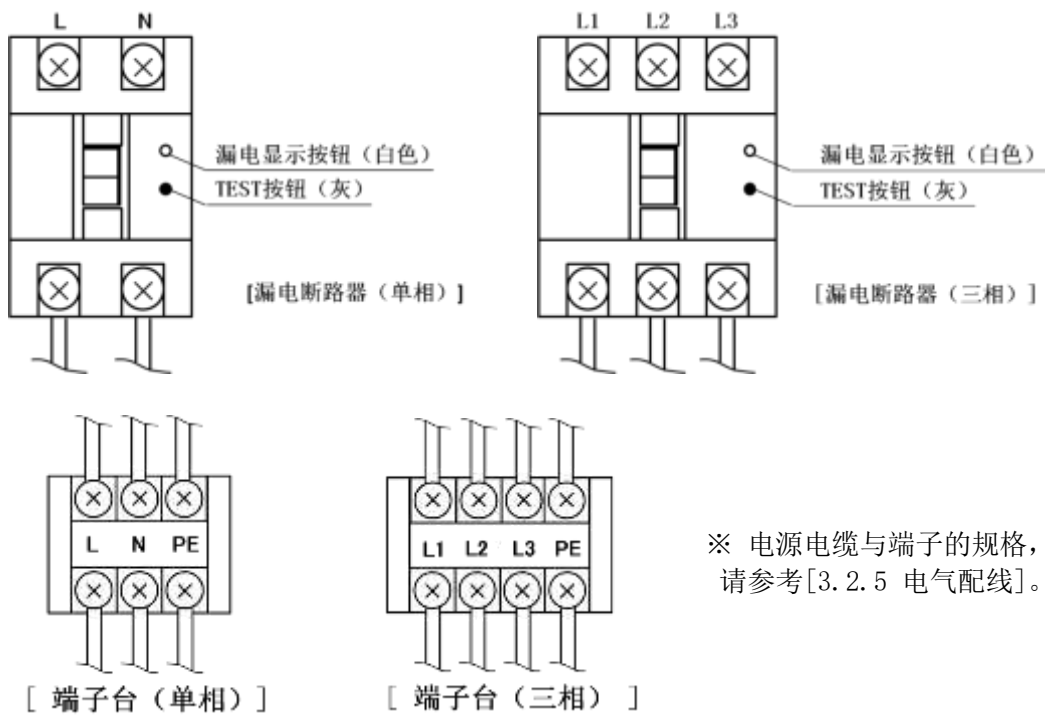 L N
L1 L2 L3
漏电显示按钮（白色）
TEST按钮（灰）
[漏电断路器（单相）]
漏电显示按钮（白色）
TEST按钮（灰）
[漏电断路器（三相）]
L N PE
L1 L2 L3 PE
※ 电源电缆与端子的规格，
请参考[3.2.5 电气配线]。
[ 端子台（单相）]
[ 端子台（三相） ]